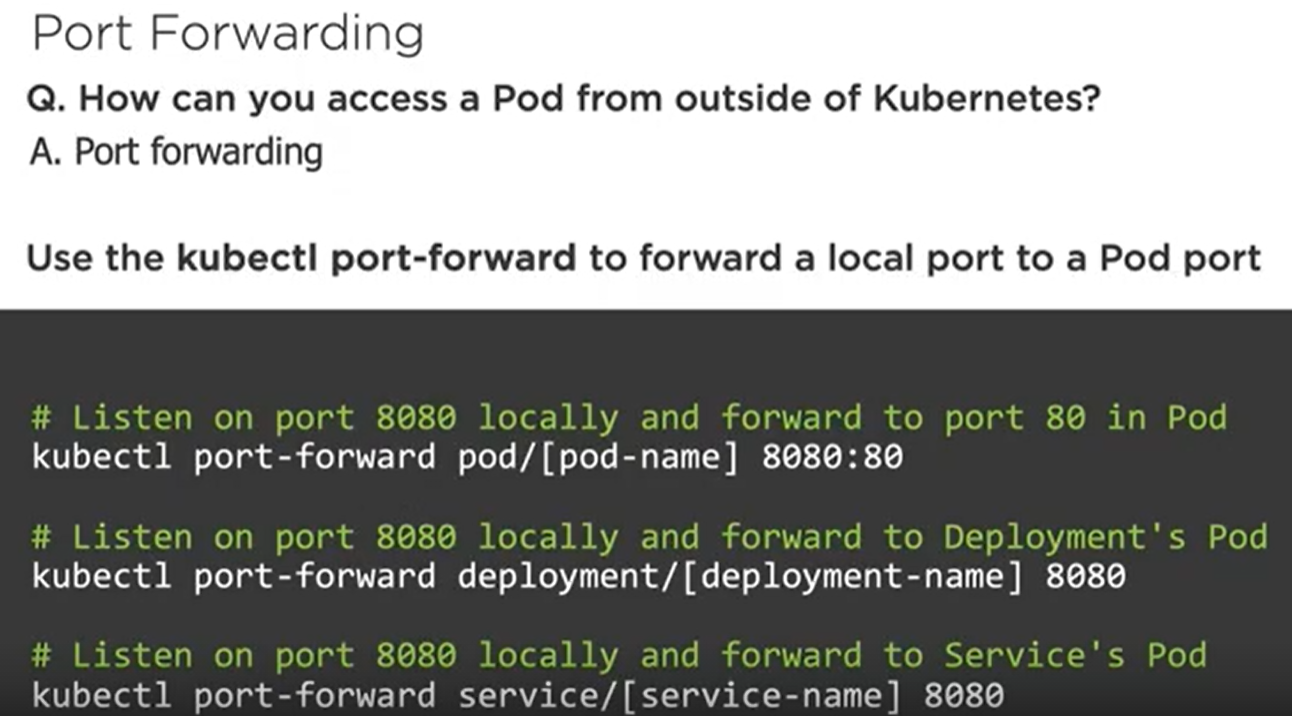 Port Forwarding
Q. How can you access a Pod from outside of Kubernetes?
A. Port forwarding
Use the kubectl port-forward to forward a local port to a Pod port
# Listen on port 8080 locally and forward to port 80 in Pod
kubectl port-forward pod/[pod-name] 8080:80
# Listen on port 8080 locally and forward to Deployment's Pod
kubectl port-forward deployment/[deployment-name] 8080
# Listen on port 8080 locally and forward to Service's Pod
kubectl port-forward service/[service-name] 8080